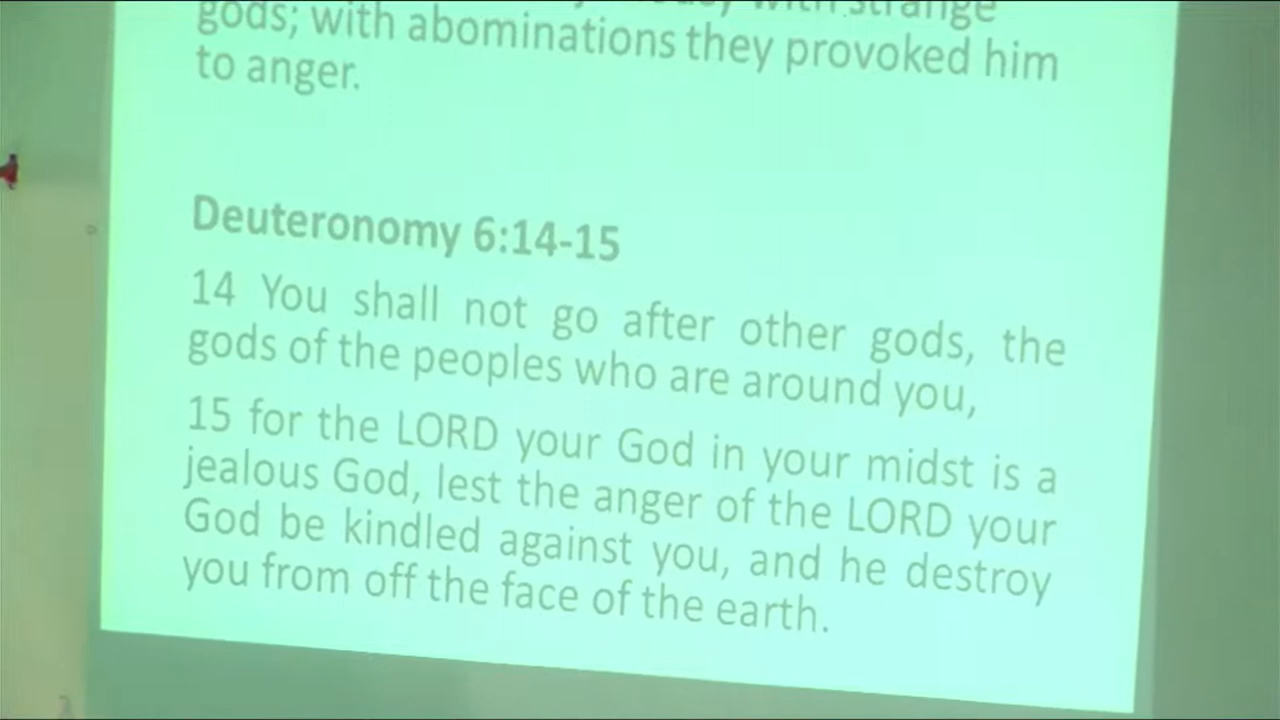 with strange
gods; with abominations they provoked him
to anger.
Deuteronomy 6:14-15
14 You shall not go after other gods, the
gods of the peoples who are around you,
15 for the LORD your God in your midst is a
jealous God, lest the anger of the LORD your
God be kindled against you, and he destroy
you from off the face of the earth.